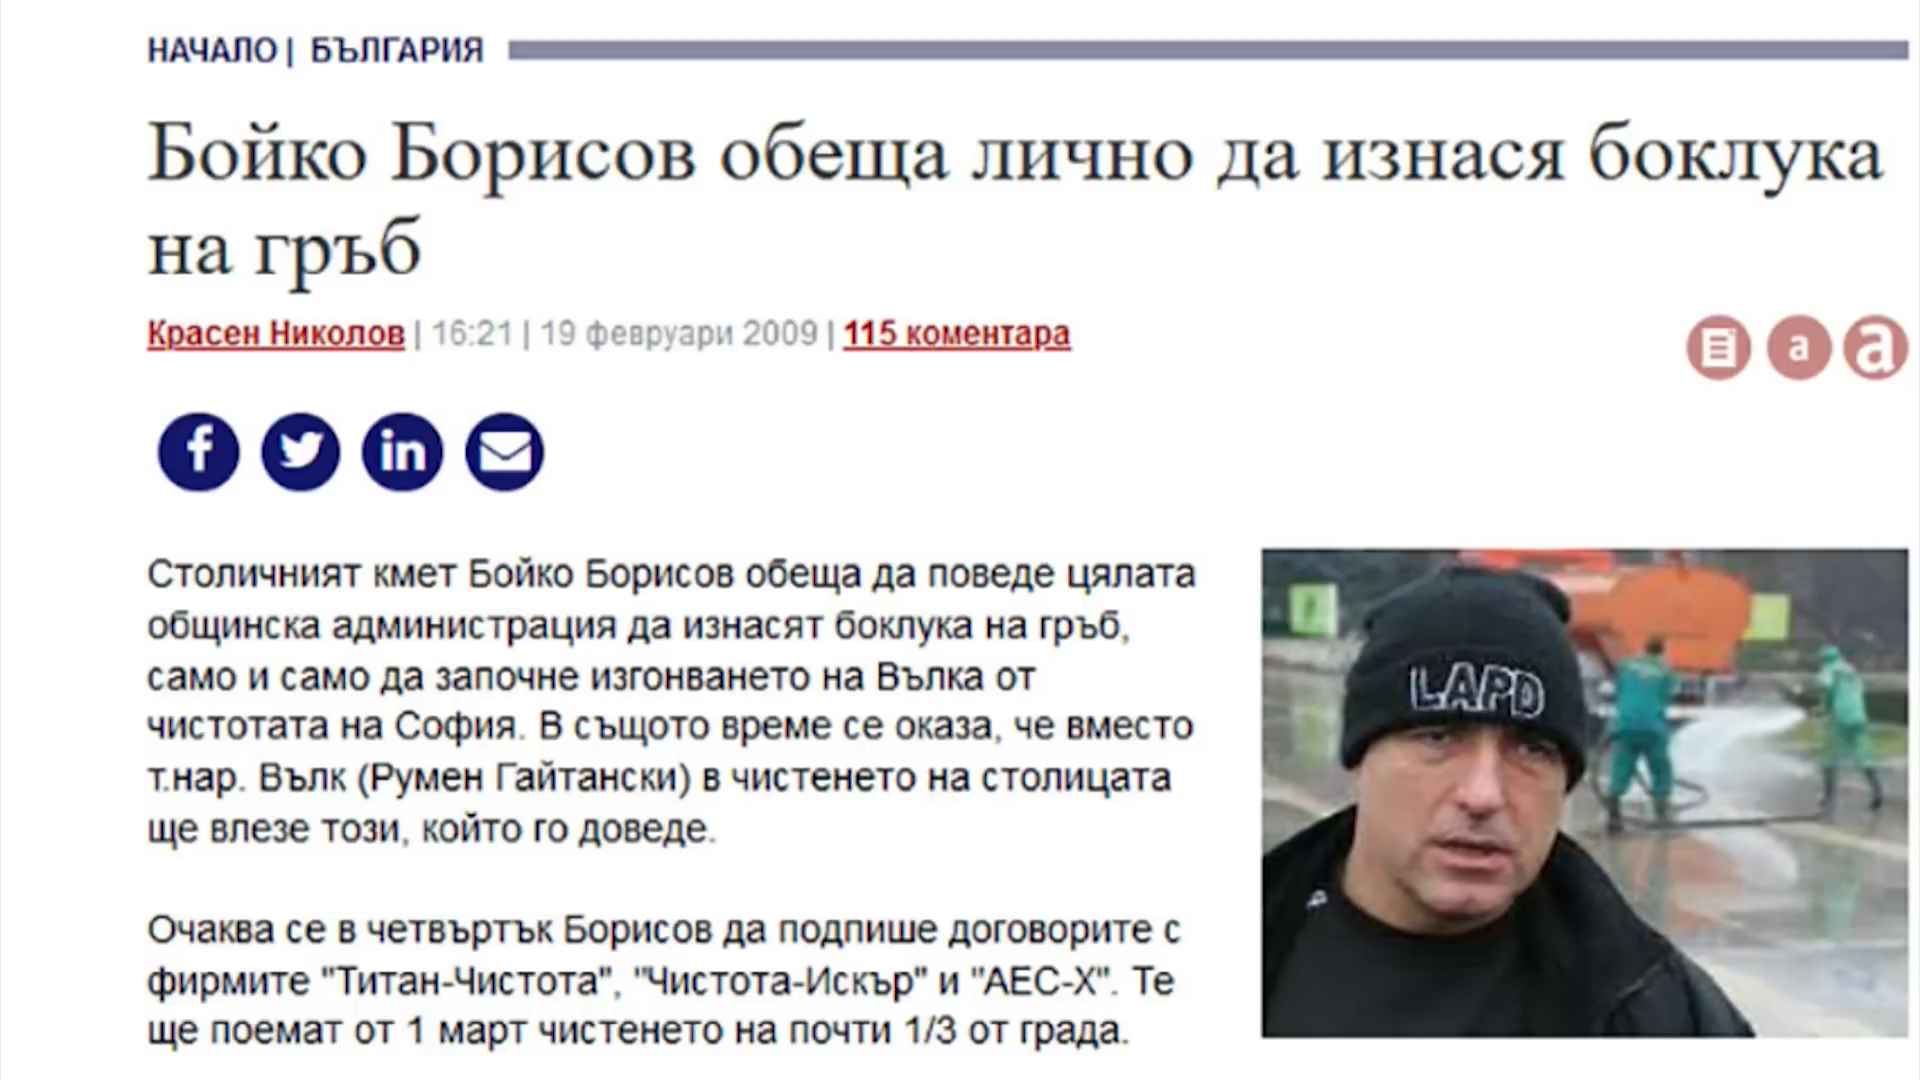 НАЧАЛО | БЪЛГАРИЯ
Бойко Борисов обеща лично да изнася боклука
на гръб
Красен Николов | 16:21 | 19 февруари 2009 | 115 коментара
a a
f in
Столичният кмет Бойко Борисов обеща да поведе цялата
общинска администрация да изнасят боклука на гръб,
само и само да започне изгонването на Вълка от
чистотата на София. В същото време се оказа, че вместо
т.нар. Вълк (Румен Гайтански) в чистенето на столицата
ще влезе този, който го доведе.
LAPD
Очаква се в четвъртък Борисов да подпише договорите с
фирмите "Титан-Чистота", "Чистота-Искър" и "АЕС-Х". Те
ще поемат от 1 март чистенето на почти 1/3 от града.